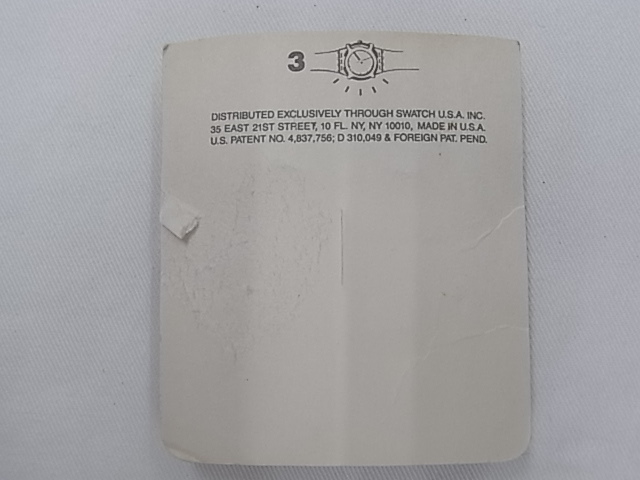 3
DISTRIBUTED EXCLUSIVELY THROUGH SWATCH U.S.A. INC.
35 EAST 21ST STREET, 10 FL. NY, NY 10010, MADE IN U.S.A.
U.S. PATENT NO. 4,837,756; D 310,049 & FOREIGN PAT. PEND.